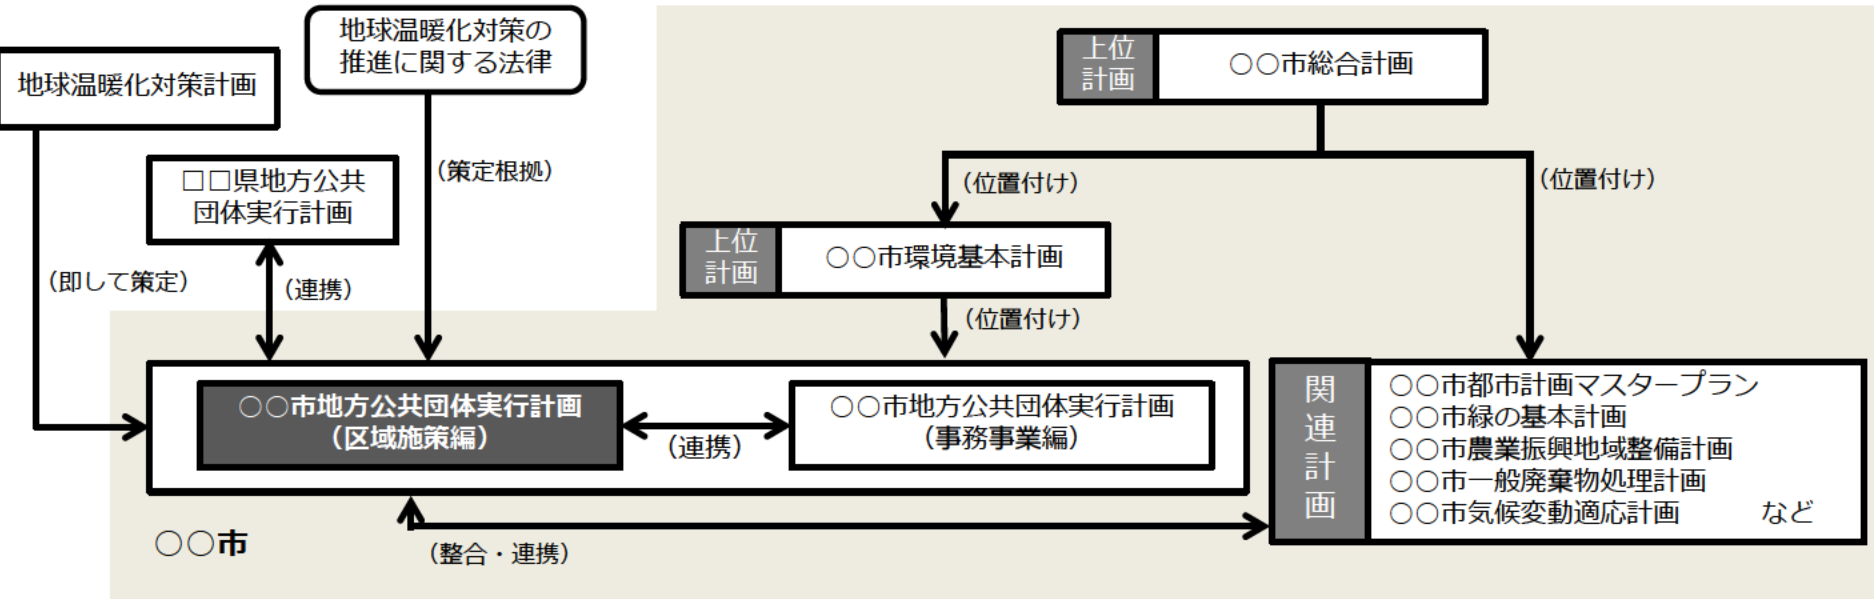 地球温暖化対策の
推進に関する法律
地球温暖化対策計画
上位
計画
○○市総合計画
(策定根拠)
□□県地方公共
団体実行計画
(位置付け)
(位置付け)
上位
計画
○○市環境基本計画
(即して策定)
(連携)
(位置付け)
○○市地方公共団体実行計画
(区域施策編)
(連携)
○○市地方公共団体実行計画
(事務事業編)
関
連
計
画
○○市都市計画マスタープラン
○○市緑の基本計画
○○市農業振興地域整備計画
○○市一般廃棄物処理計画
○○市気候変動適応計画 など
○○市
(整合・連携)